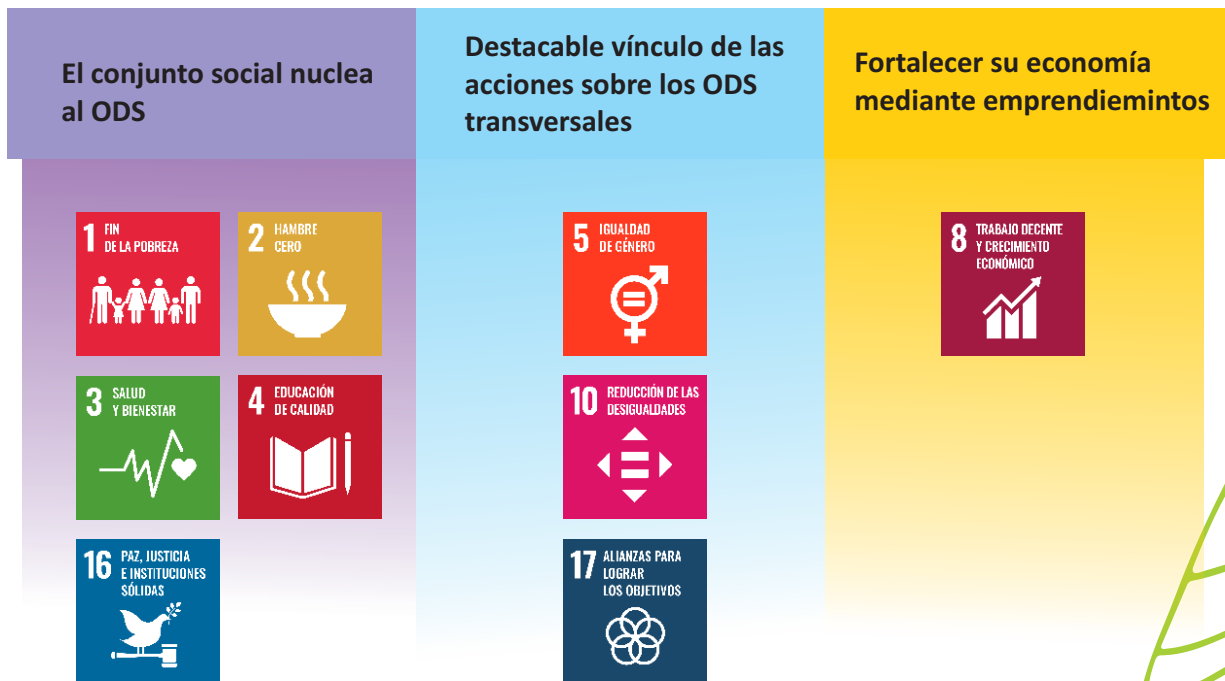 El conjunto social nuclea
al ODS
Destacable vínculo de las
acciones sobre los ODS
transversales
Fortalecer su economía
mediante emprendiemintos
1 FIN
DE LA POBREZA
2 HAMBRE
CERO
3 SALUD
Y BIENESTAR
4 EDUCACIÓN
DE CALIDAD
16 PAZ, JUSTICIA
E INSTITUCIONES
SÓLIDAS
5 IGUALDAD
DE GÉNERO
10 REDUCCIÓN DE LAS
DESIGUALDADES
17 ALIANZAS PARA
LOGRAR
LOS OBJETIVOS
8 TRABAJO DECENTE
Y CRECIMIENTO
ECONÓMICO